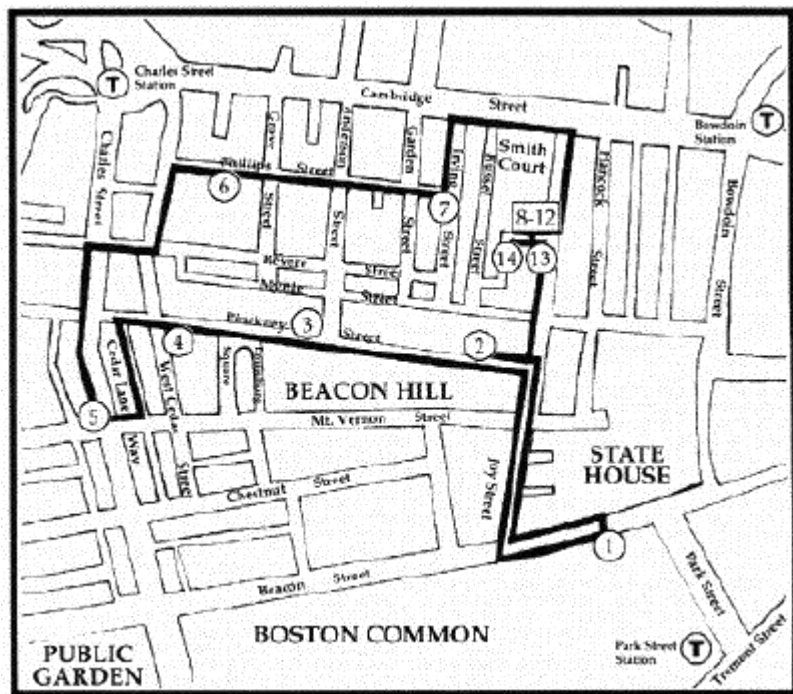 Charles Street
Station
T
Cambridge
Street
Bowdoin
Station
T
Charles Street
Grove
Anderson
Garden
Irving
Russel
Smith
Court
Hancock
Bowdoin
Phillips
Street
6
7
8-12
Street
Street
Street
Street
Street
Street
Street
14
13
Revere
Street
Myrtle
Street
Pinckney
3
Street
2
4
Cedar Lane
West Cedar
Square
Louisburg
BEACON HILL
5
Way
Street
Mt. Vernon
Street
STATE
HOUSE
Joy Street
Chestnut
Street
1
Beacon
Street
Park Street
BOSTON COMMON
PUBLIC
GARDEN
Park Street
Station
T
Tremont Street